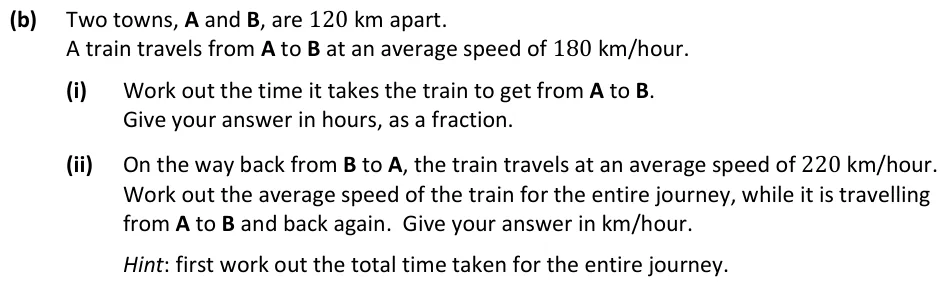 (b) Two towns, A and B, are 120 km apart.
A train travels from A to B at an average speed of 180 km/hour.
(i) Work out the time it takes the train to get from A to B.
Give your answer in hours, as a fraction.
(ii) On the way back from B to A, the train travels at an average speed of 220 km/hour.
Work out the average speed of the train for the entire journey, while it is travelling
from A to B and back again. Give your answer in km/hour.
Hint: first work out the total time taken for the entire journey.